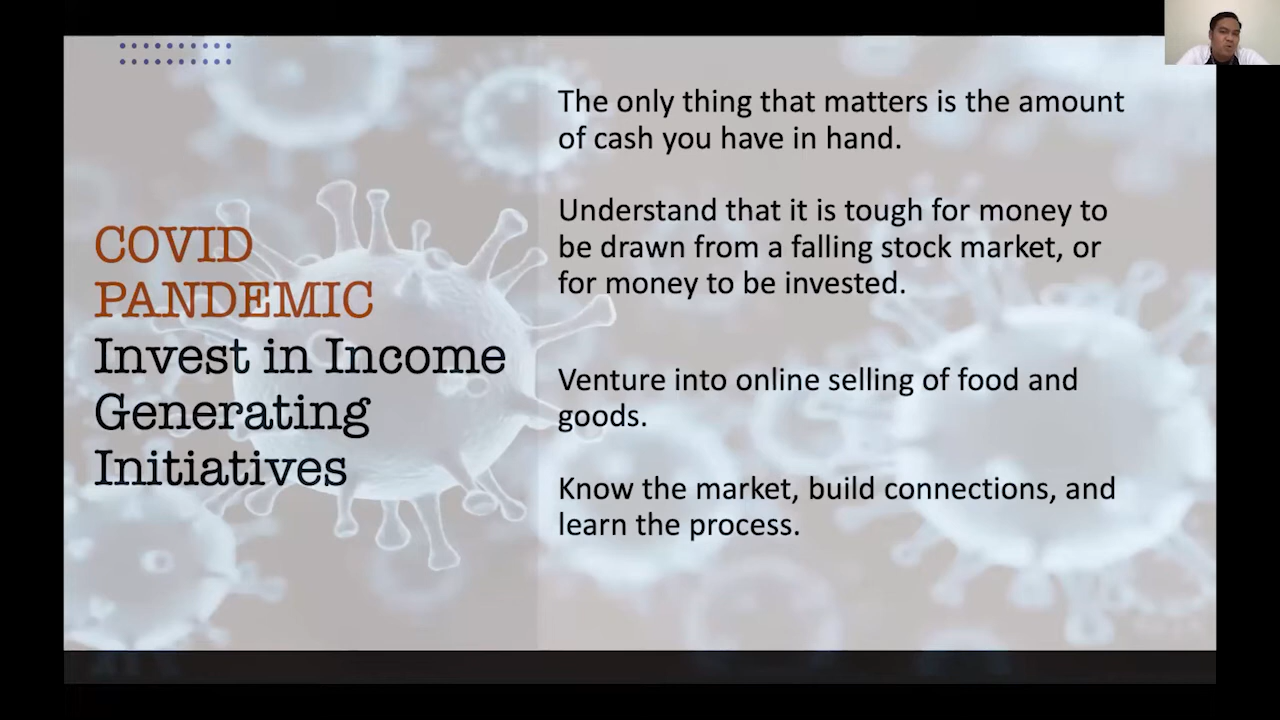 COVID
PANDEMIC
Invest in Income
Generating
Initiatives
The only thing that matters is the amount
of cash you have in hand.
Understand that it is tough for money to
be drawn from a falling stock market, or
for money to be invested.
Venture into online selling of food and
goods.
Know the market, build connections, and
learn the process.